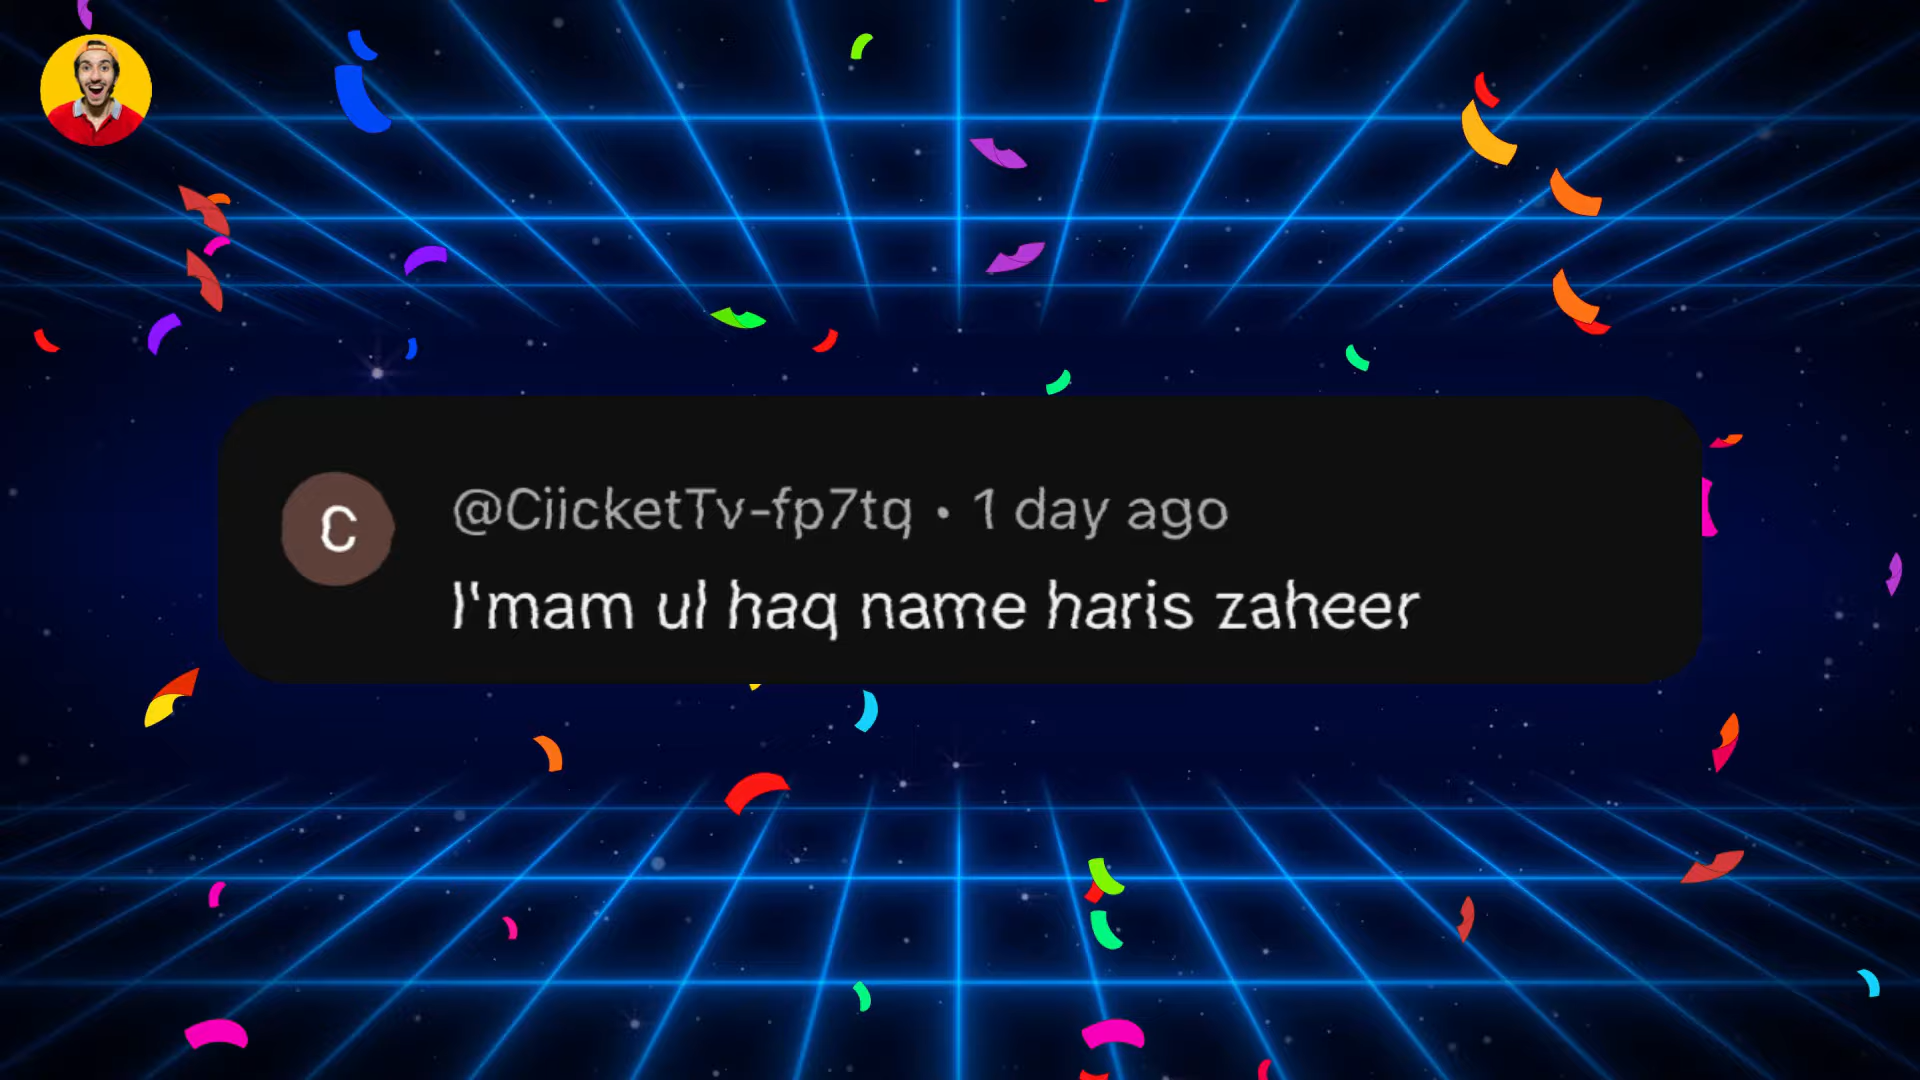 C
@CiicketTv-fp7tq • 1 day ago
I'mam ul haq name haris zaheer